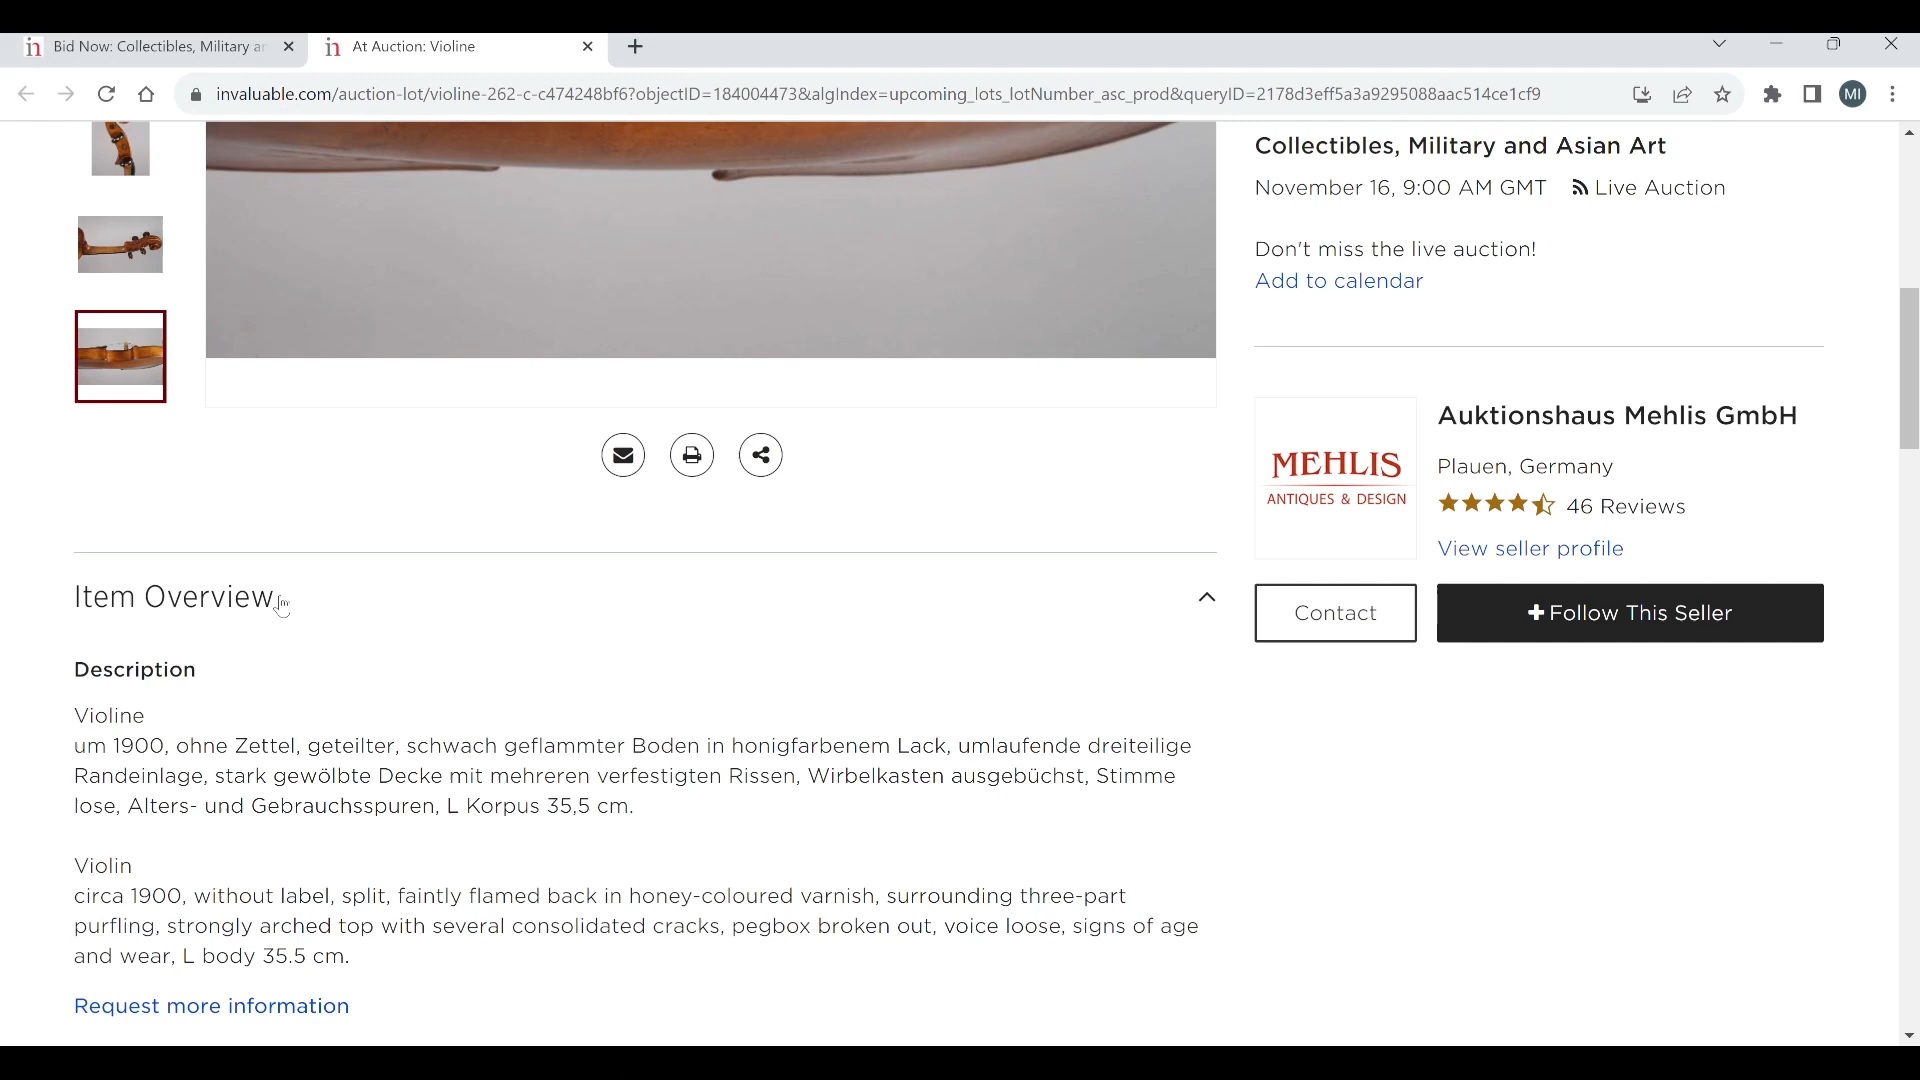 Bid Now: Collectibles, Military ar
At Auction: Violine
invaluable.com/auction-lot/violine-262-c-c474248bf6?objectID=184004473&algIndex=upcoming_lots_lotNumber_asc_prod&queryID=2178d3eff5a3a9295088aac514ce1cf9
MI
Collectibles, Military and Asian Art
November 16, 9:00 AM GMT Live Auction
Don't miss the live auction!
Add to calendar
MEHLIS
ANTIQUES & DESIGN
Auktionshaus Mehlis GmbH
Plauen, Germany
46 Reviews
View seller profile
Contact
Follow This Seller
Item Overview
Description
Violine
um 1900, ohne Zettel, geteilter, schwach geflammter Boden in honigfarbenem Lack, umlaufende dreiteilige
Randeinlage, stark gewölbte Decke mit mehreren verfestigten Rissen, Wirbelkasten ausgebüchst, Stimme
lose, Alters- und Gebrauchsspuren, L Korpus 35,5 cm.
Violin
circa 1900, without label, split, faintly flamed back in honey-coloured varnish, surrounding three-part
purfling, strongly arched top with several consolidated cracks, pegbox broken out, voice loose, signs of age
and wear, L body 35.5 cm.
Request more information